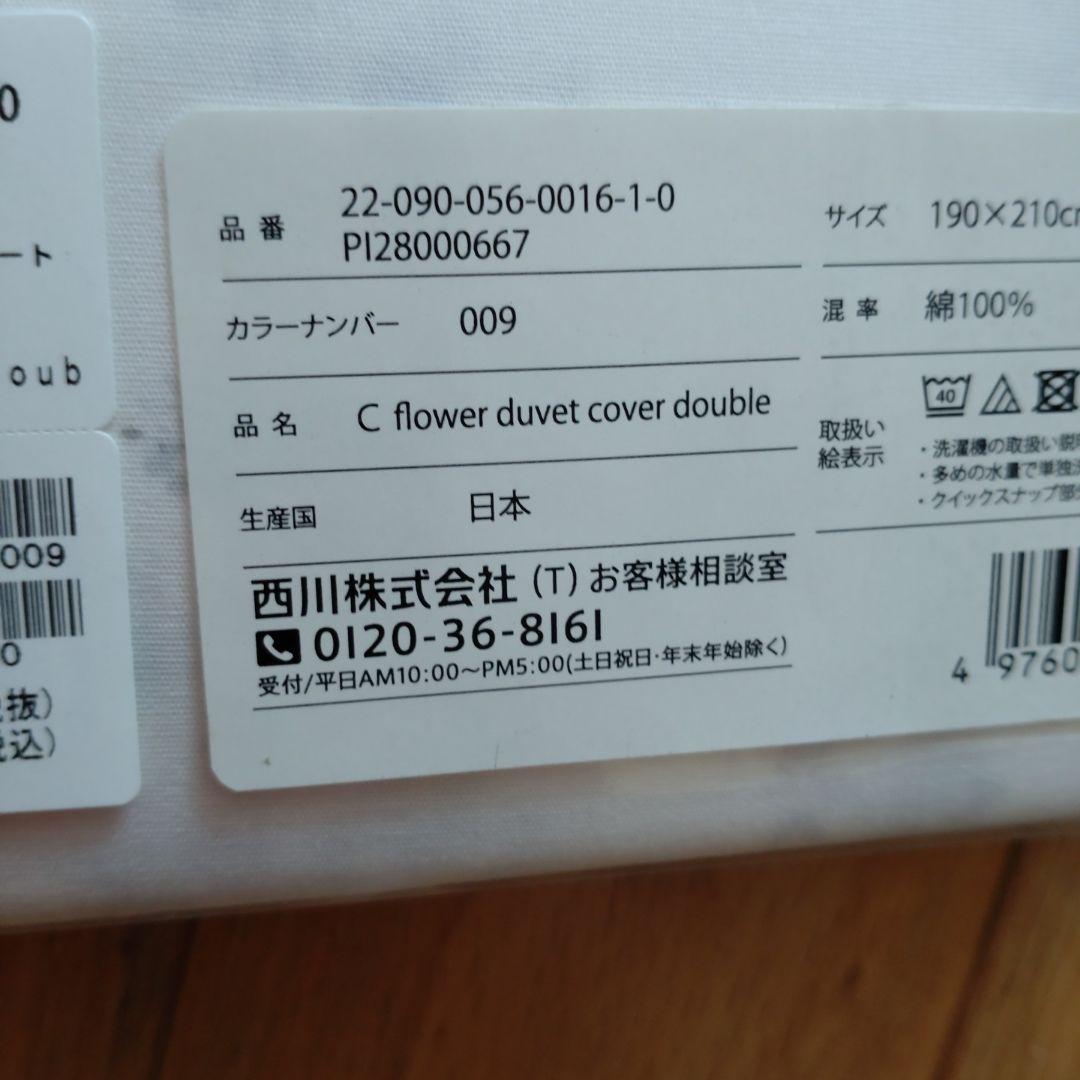 0
ート
oub
009
0
抜)
込)
品番
22-090-056-0016-1-0
PI28000667
カラーナンバー 009
品名 C flower duvet cover double
生産国 日本
西川株式会社 (T) お客様相談室
0120-36-8161
受付/平日AM10:00～PM5:00(土日祝日·年末年始除く)
サイズ 190×210cm
混率 綿100%
取扱い
絵表示
40
・洗濯機の取扱い説明
・多めの水量で単独洗
・クイックスナップ部分
4 9760